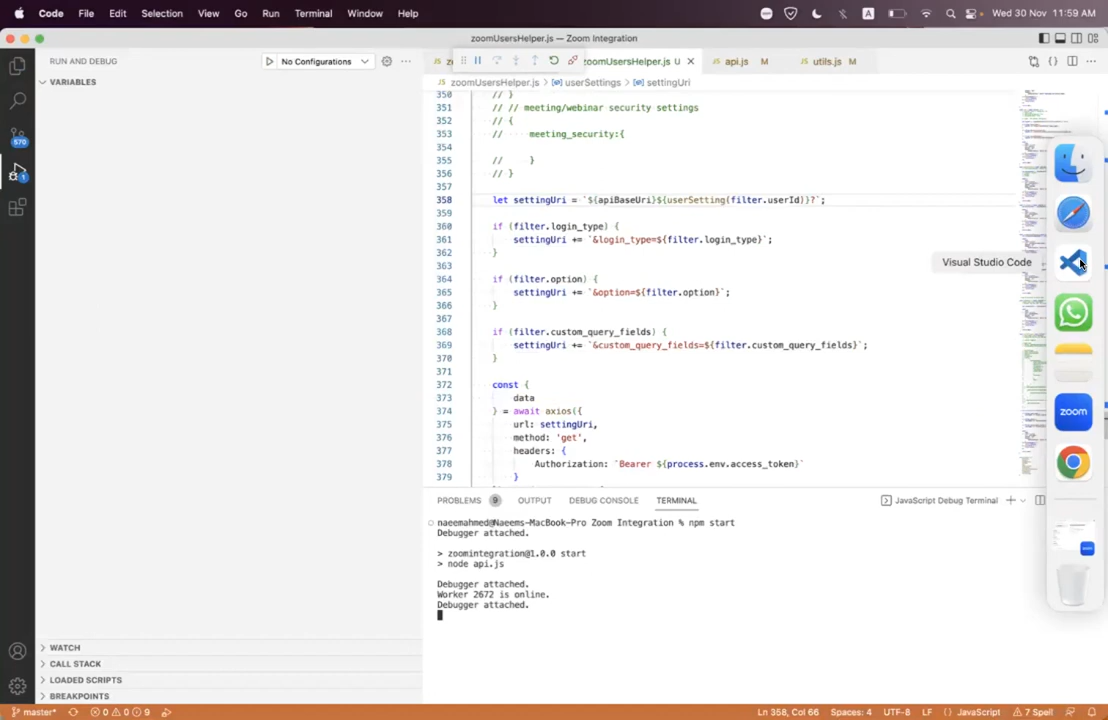 Code File Edit Selection View Go Run Terminal Window Help A Wed 30 Nov 11:59 AM
zoomUsersHelper.js — Zoom Integration
RUN AND DEBUG
No Configurations
zoomUsersHelper.js U
api.js M
utils.js M
VARIABLES
zoomUsersHelper.js > userSettings > settingUri
350 // }
351 // // meeting/webinar security settings
352 // {
353 // meeting_security:{
354
355 // }
356 // }
357
358 let settingUri = `${apiBaseUri}${userSetting(filter.userId)}?`;
359
360 if (filter.login_type) {
361 settingUri += `&login_type=${filter.login_type}`;
362 }
363
364 if (filter.option) {
365 settingUri += `&option=${filter.option}`;
366 }
367
368 if (filter.custom_query_fields) {
369 settingUri += `&custom_query_fields=${filter.custom_query_fields}`;
370 }
371
372 const {
373 data
374 } = await axios({
375 url: settingUri,
376 method: 'get',
377 headers: {
378 Authorization: `Bearer ${process.env.access_token}`
379 }
Visual Studio Code
zoom
570
1
PROBLEMS 9 OUTPUT DEBUG CONSOLE TERMINAL JavaScript Debug Terminal
naeemahmed@Naeems-MacBook-Pro Zoom Integration % npm start
Debugger attached.
> zoomintegration@1.0.0 start
> node api.js
Debugger attached.
Worker 2672 is online.
Debugger attached.
WATCH
CALL STACK
LOADED SCRIPTS
BREAKPOINTS
master* 0 0 9 Ln 358, Col 66 Spaces: 4 UTF-8 LF {} JavaScript 7 Spell